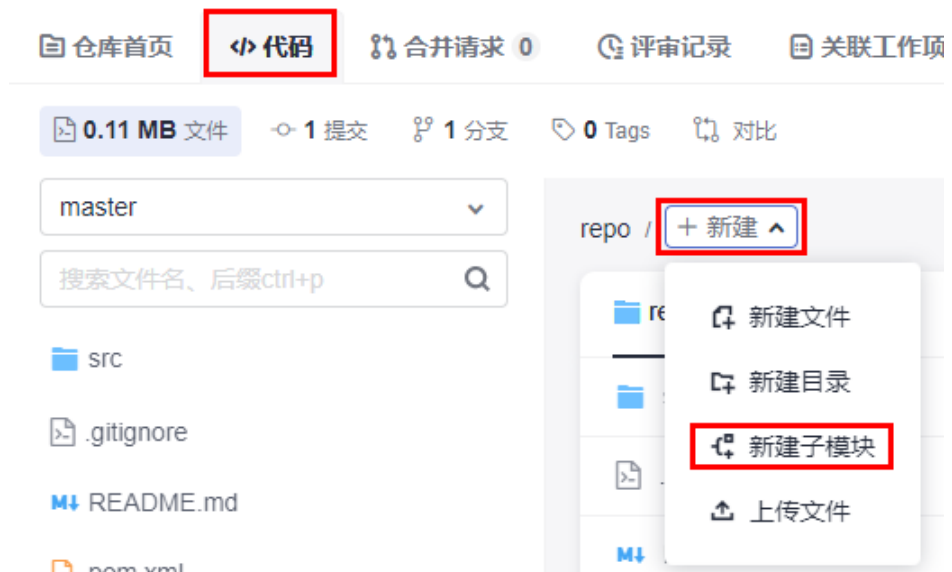 仓库首页 </> 代码 合并请求 0 评审记录 关联工作项
0.11 MB 文件 1 提交 1 分支 0 Tags 对比
master
repo / + 新建
搜索文件名、后缀ctrl+p
新建文件
src
新建目录
.gitignore
新建子模块
README.md
上传文件
pom.xml